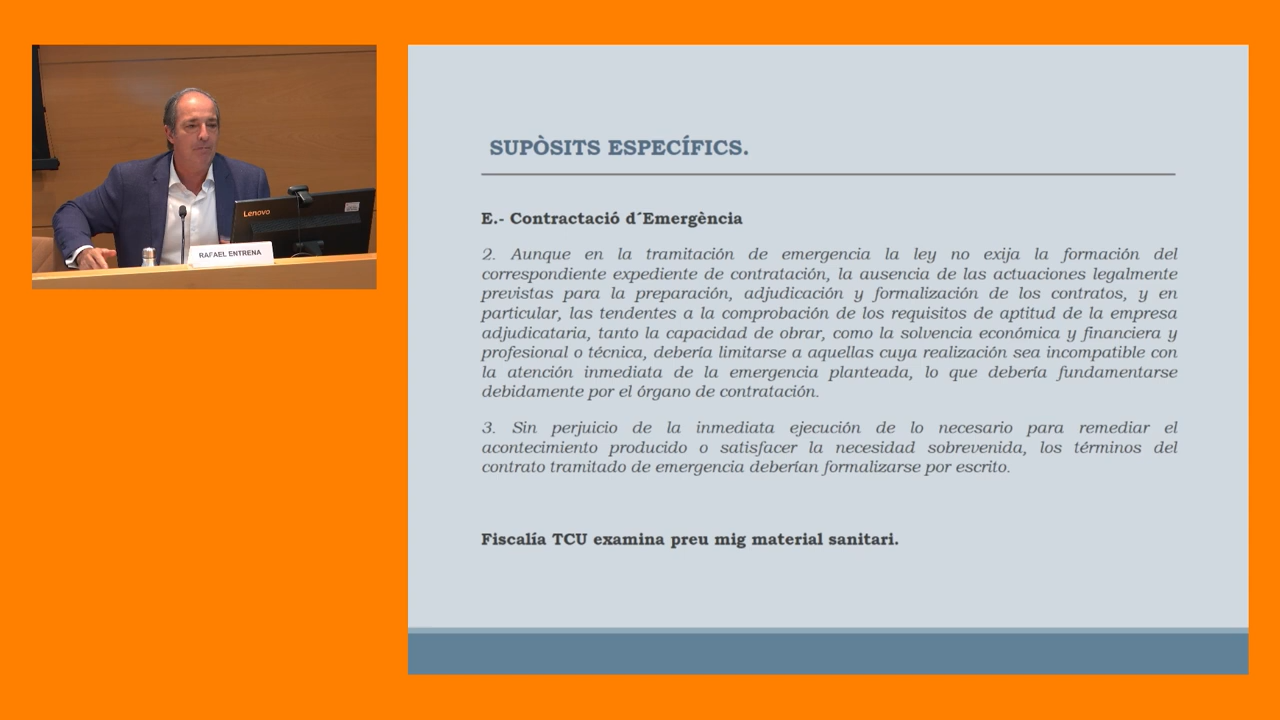 Lenovo
RAFAEL ENTRENA
SUPÒSITS ESPECÍFICS.
E.- Contractació d´Emergència
2. Aunque en la tramitación de emergencia la ley no exija la formación del
correspondiente expediente de contratación, la ausencia de las actuaciones legalmente
previstas para la preparación, adjudicación y formalización de los contratos, y en
particular, las tendentes a la comprobación de los requisitos de aptitud de la empresa
adjudicataria, tanto la capacidad de obrar, como la solvencia económica y financiera y
profesional o técnica, debería limitarse a aquellas cuya realización sea incompatible con
la atención inmediata de la emergencia planteada, lo que debería fundamentarse
debidamente por el órgano de contratación.
3. Sin perjuicio de la inmediata ejecución de lo necesario para remediar el
acontecimiento producido o satisfacer la necesidad sobrevenida, los términos del
contrato tramitado de emergencia deberían formalizarse por escrito.
Fiscalía TCU examina preu mig material sanitari.